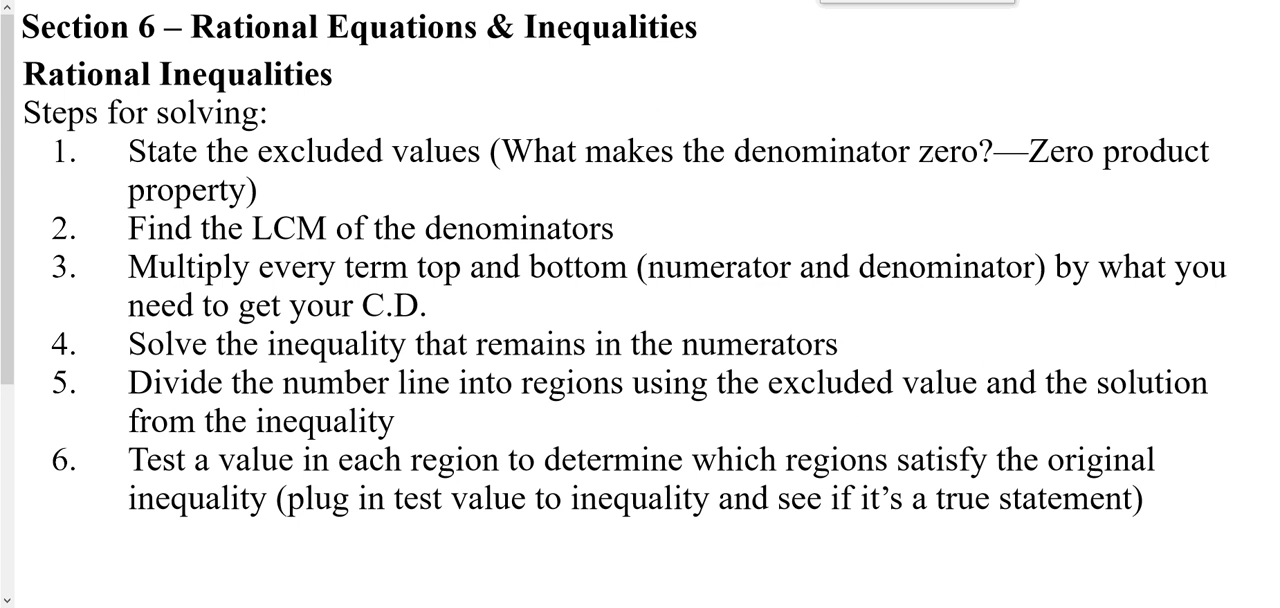 Section 6 – Rational Equations & Inequalities
Rational Inequalities
Steps for solving:
1. State the excluded values (What makes the denominator zero?—Zero product
property)
2. Find the LCM of the denominators
3. Multiply every term top and bottom (numerator and denominator) by what you
need to get your C.D.
4. Solve the inequality that remains in the numerators
5. Divide the number line into regions using the excluded value and the solution
from the inequality
6. Test a value in each region to determine which regions satisfy the original
inequality (plug in test value to inequality and see if it’s a true statement)